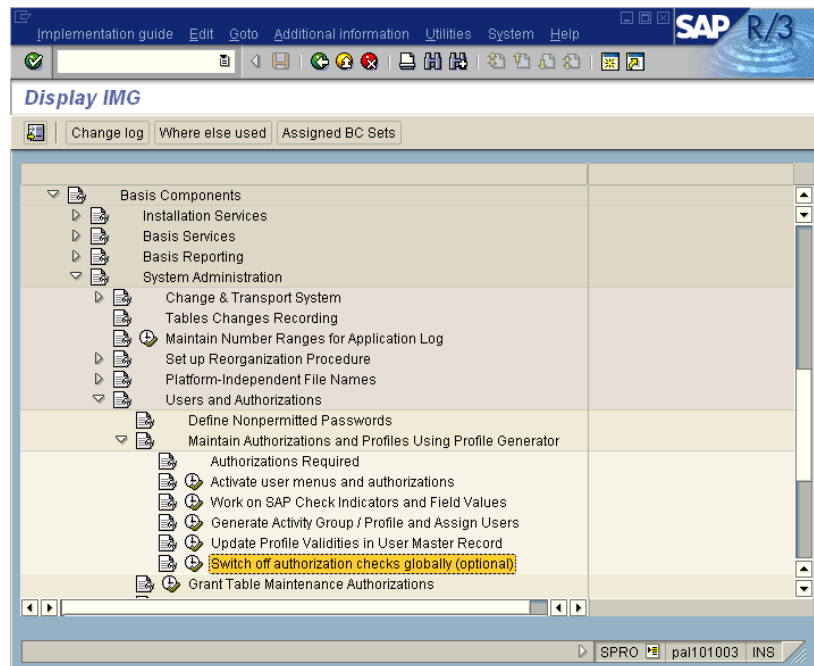 Implementation guide Edit Goto Additional information Utilities System Help
SAP R/3
Display IMG
Change log Where else used Assigned BC Sets
Basis Components
Installation Services
Basis Services
Basis Reporting
System Administration
Change & Transport System
Tables Changes Recording
Maintain Number Ranges for Application Log
Set up Reorganization Procedure
Platform-Independent File Names
Users and Authorizations
Define Nonpermitted Passwords
Maintain Authorizations and Profiles Using Profile Generator
Authorizations Required
Activate user menus and authorizations
Work on SAP Check Indicators and Field Values
Generate Activity Group / Profile and Assign Users
Update Profile Validities in User Master Record
Switch off authorization checks globally (optional)
Grant Table Maintenance Authorizations
SPRO pal101003 INS